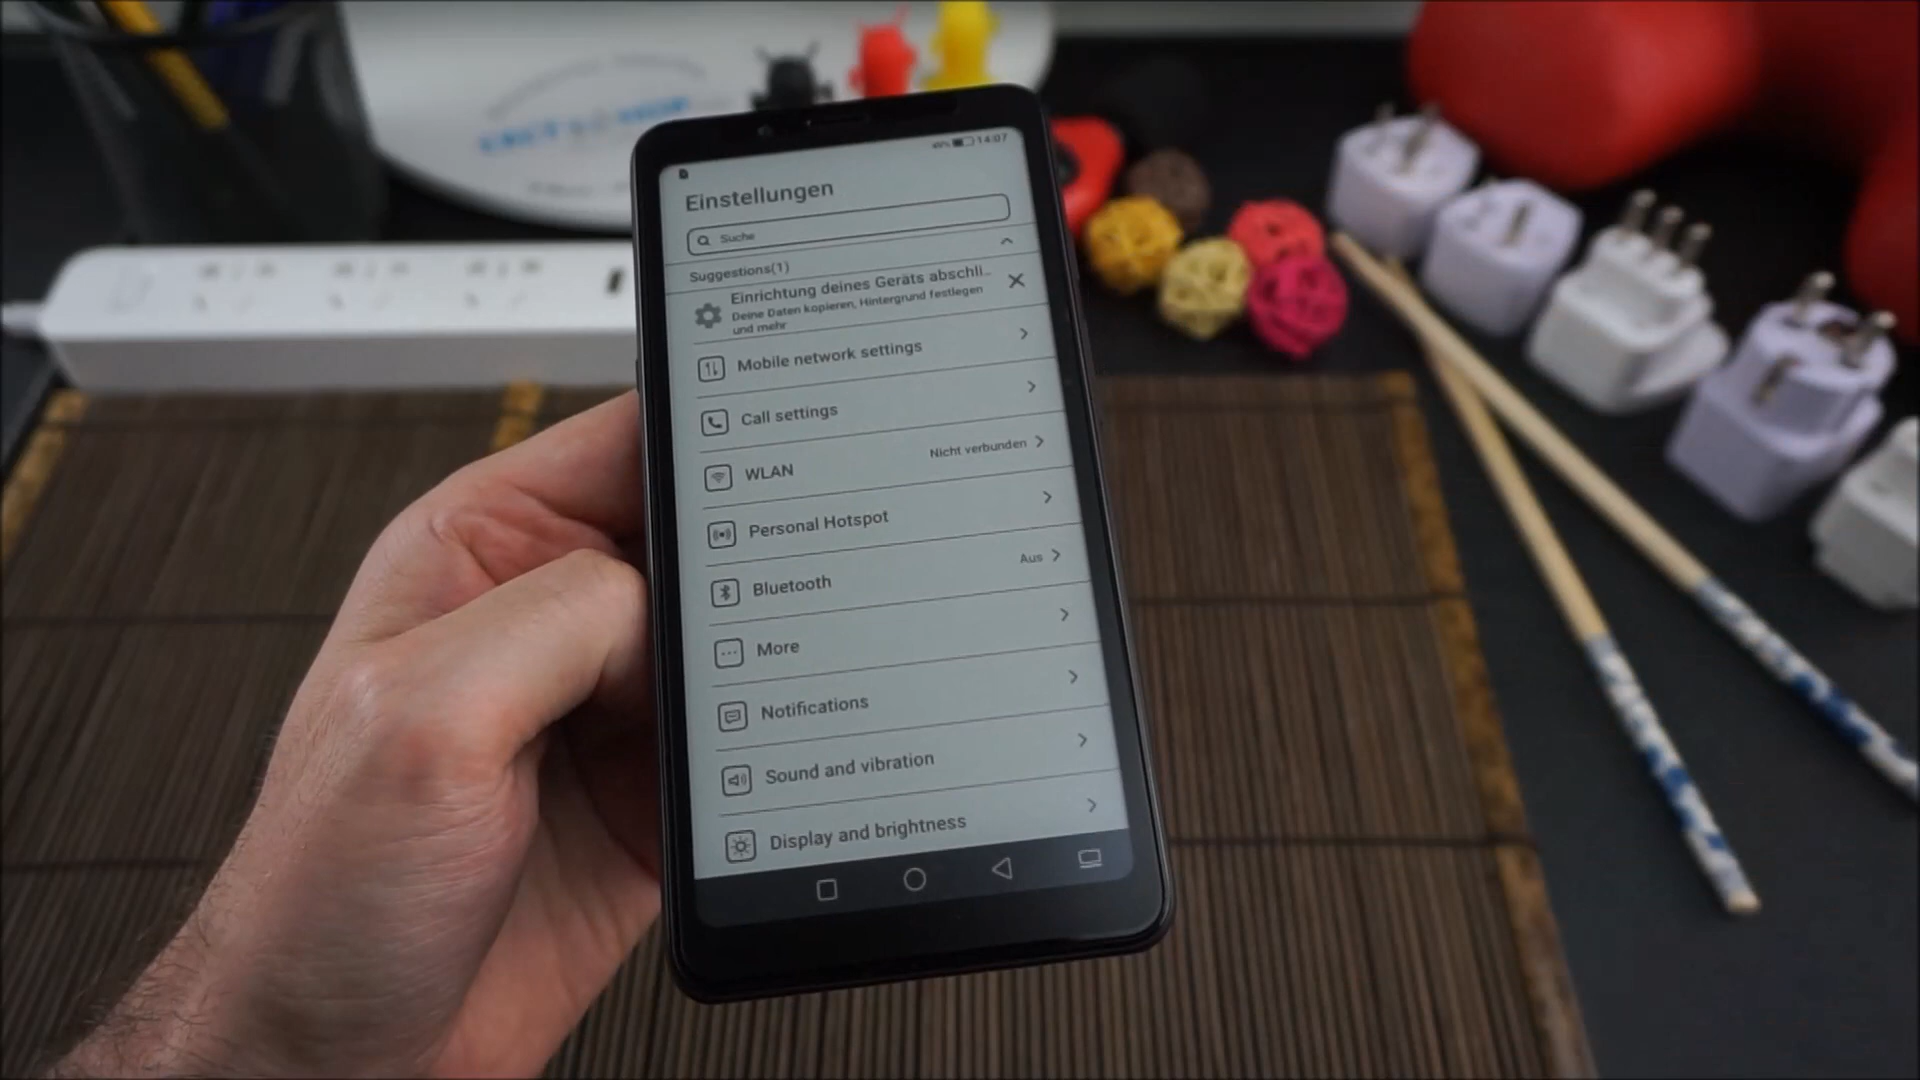 14:07
Einstellungen
Suche
Suggestions(1)
Einrichtung deines Geräts abschli...
Deine Daten kopieren, Hintergrund festlegen
und mehr
Mobile network settings
Call settings
WLAN Nicht verbunden
Personal Hotspot
Bluetooth Aus
More
Notifications
Sound and vibration
Display and brightness